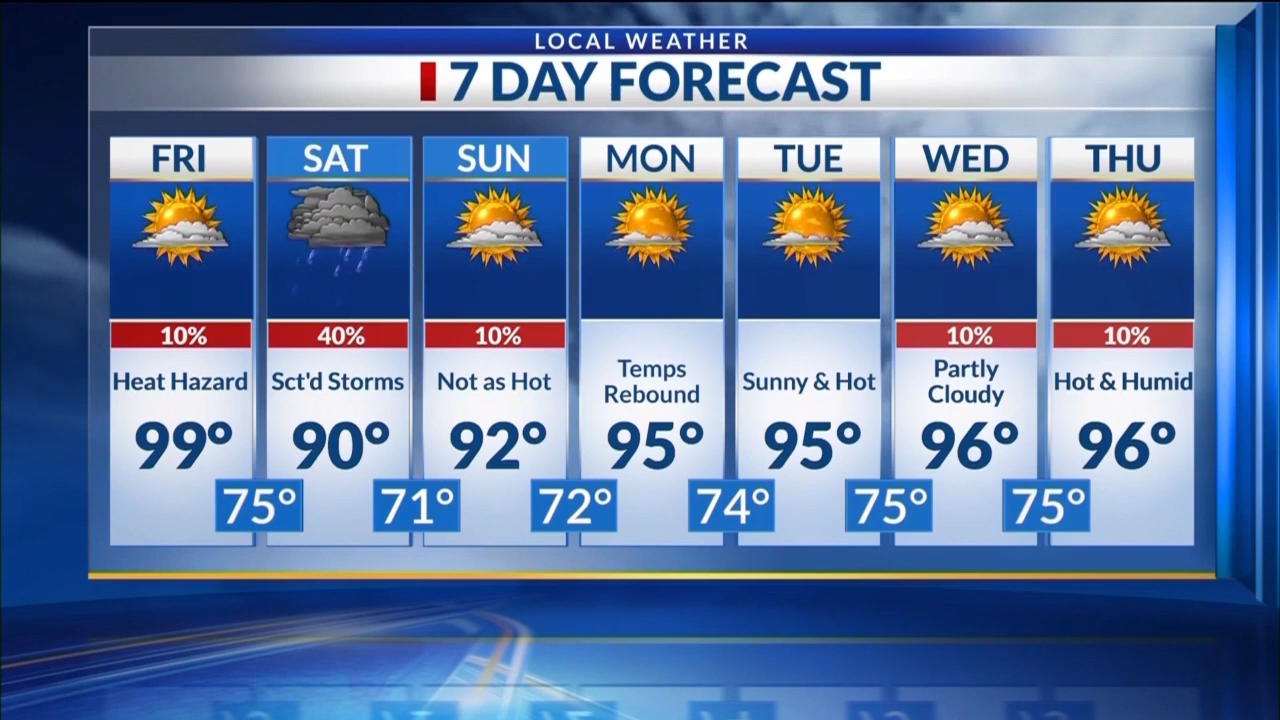 LOCAL WEATHER
7 DAY FORECAST
FRI SAT SUN MON TUE WED THU
10% 40% 10% 10% 10%
Heat Hazard Sct'd Storms Not as Hot Temps Rebound Sunny & Hot Partly Cloudy Hot & Humid
99° 90° 92° 95° 95° 96° 96°
75° 71° 72° 74° 75° 75°